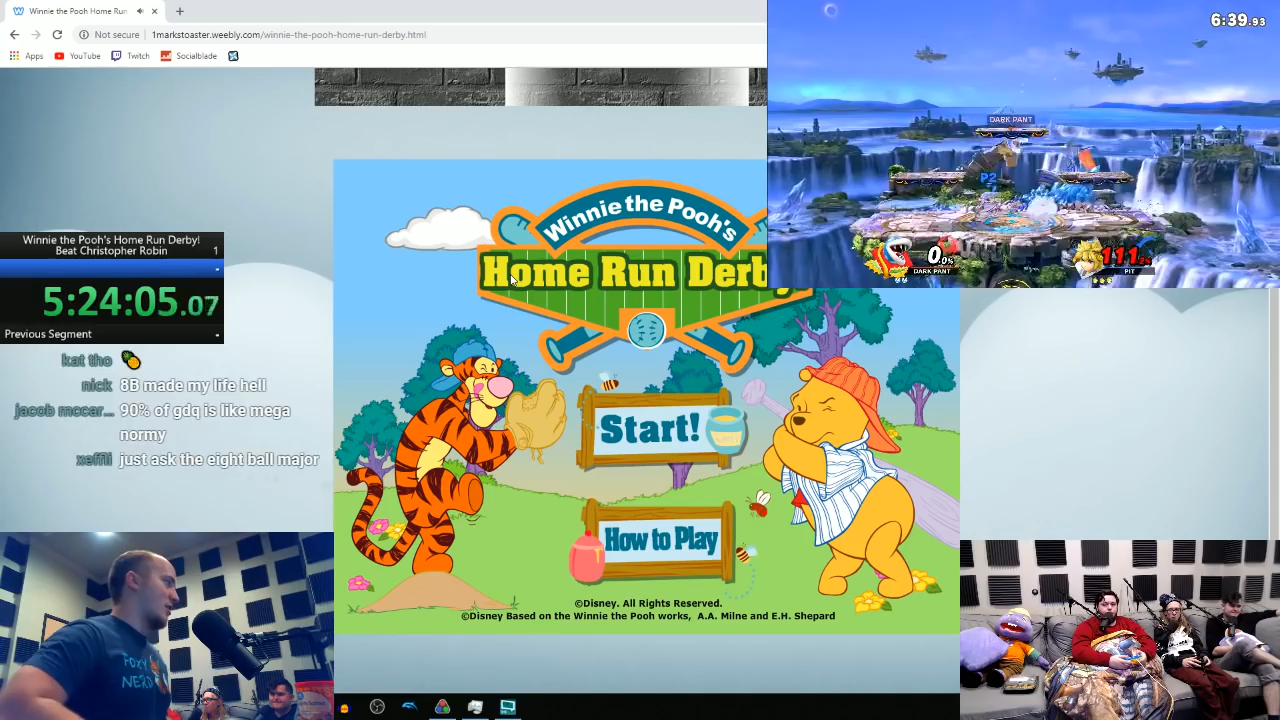 Winnie the Pooh Home Run
Not secure
1markstoaster.weebly.com/winnie-the-pooh-home-run-derby.html
Apps
YouTube
Twitch
Socialblade
6:39.93
DARK PANT
P2
0.0%
DARK PANT
PIT
Winnie the Pooh's
Home Run Derb
Winnie the Pooh's Home Run Derby!
Beat Christopher Robin 1
-
5:24:05.07
Previous Segment -
kat tho
nick 8B made my life hell
jacob mccar... 90% of gdq is like mega
normy
xeffli just ask the eight ball major
Start!
How to Play
©Disney. All Rights Reserved.
©Disney Based on the Winnie the Pooh works, A.A. Milne and E.H. Shepard
FOXY
NERD